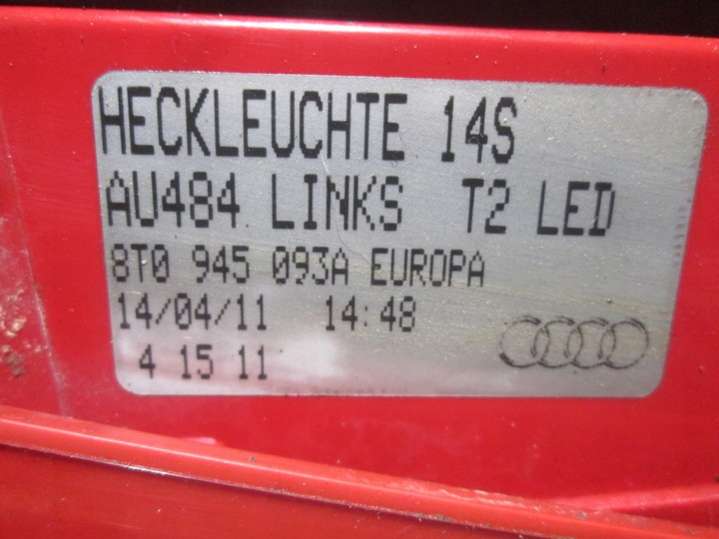 HECKLEUCHTE 14S
AU484 LINKS T2 LED
8T0 945 093A EUROPA
14/04/11 14:48
4 15 11